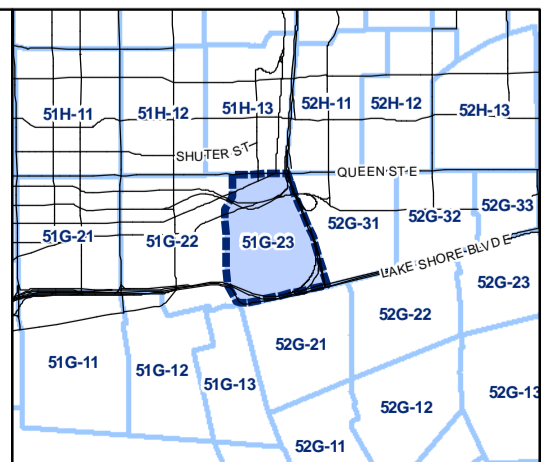 51H-11
51H-12
51H-13
52H-11
52H-12
52H-13
SHUTER ST
QUEEN ST E
51G-21
51G-22
51G-23
52G-31
52G-32
52G-33
LAKE SHORE BLVD E
52G-23
52G-22
52G-21
51G-11
51G-12
51G-13
52G-12
52G-13
52G-11